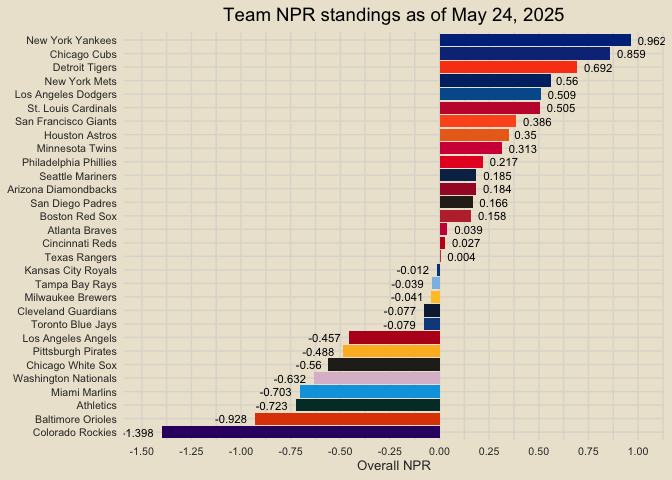 Team NPR standings as of May 24, 2025
New York Yankees 0.962
Chicago Cubs 0.859
Detroit Tigers 0.692
New York Mets 0.56
Los Angeles Dodgers 0.509
St. Louis Cardinals 0.505
San Francisco Giants 0.386
Houston Astros 0.35
Minnesota Twins 0.313
Philadelphia Phillies 0.217
Seattle Mariners 0.185
Arizona Diamondbacks 0.184
San Diego Padres 0.166
Boston Red Sox 0.158
Atlanta Braves 0.039
Cincinnati Reds 0.027
Texas Rangers 0.004
Kansas City Royals -0.012
Tampa Bay Rays -0.039
Milwaukee Brewers -0.041
Cleveland Guardians -0.077
Toronto Blue Jays -0.079
Los Angeles Angels -0.457
Pittsburgh Pirates -0.488
Chicago White Sox -0.56
Washington Nationals -0.632
Miami Marlins -0.703
Athletics -0.723
Baltimore Orioles -0.928
Colorado Rockies -1.398
-1.50 -1.25 -1.00 -0.75 -0.50 -0.25 0.00 0.25 0.50 0.75 1.00
Overall NPR